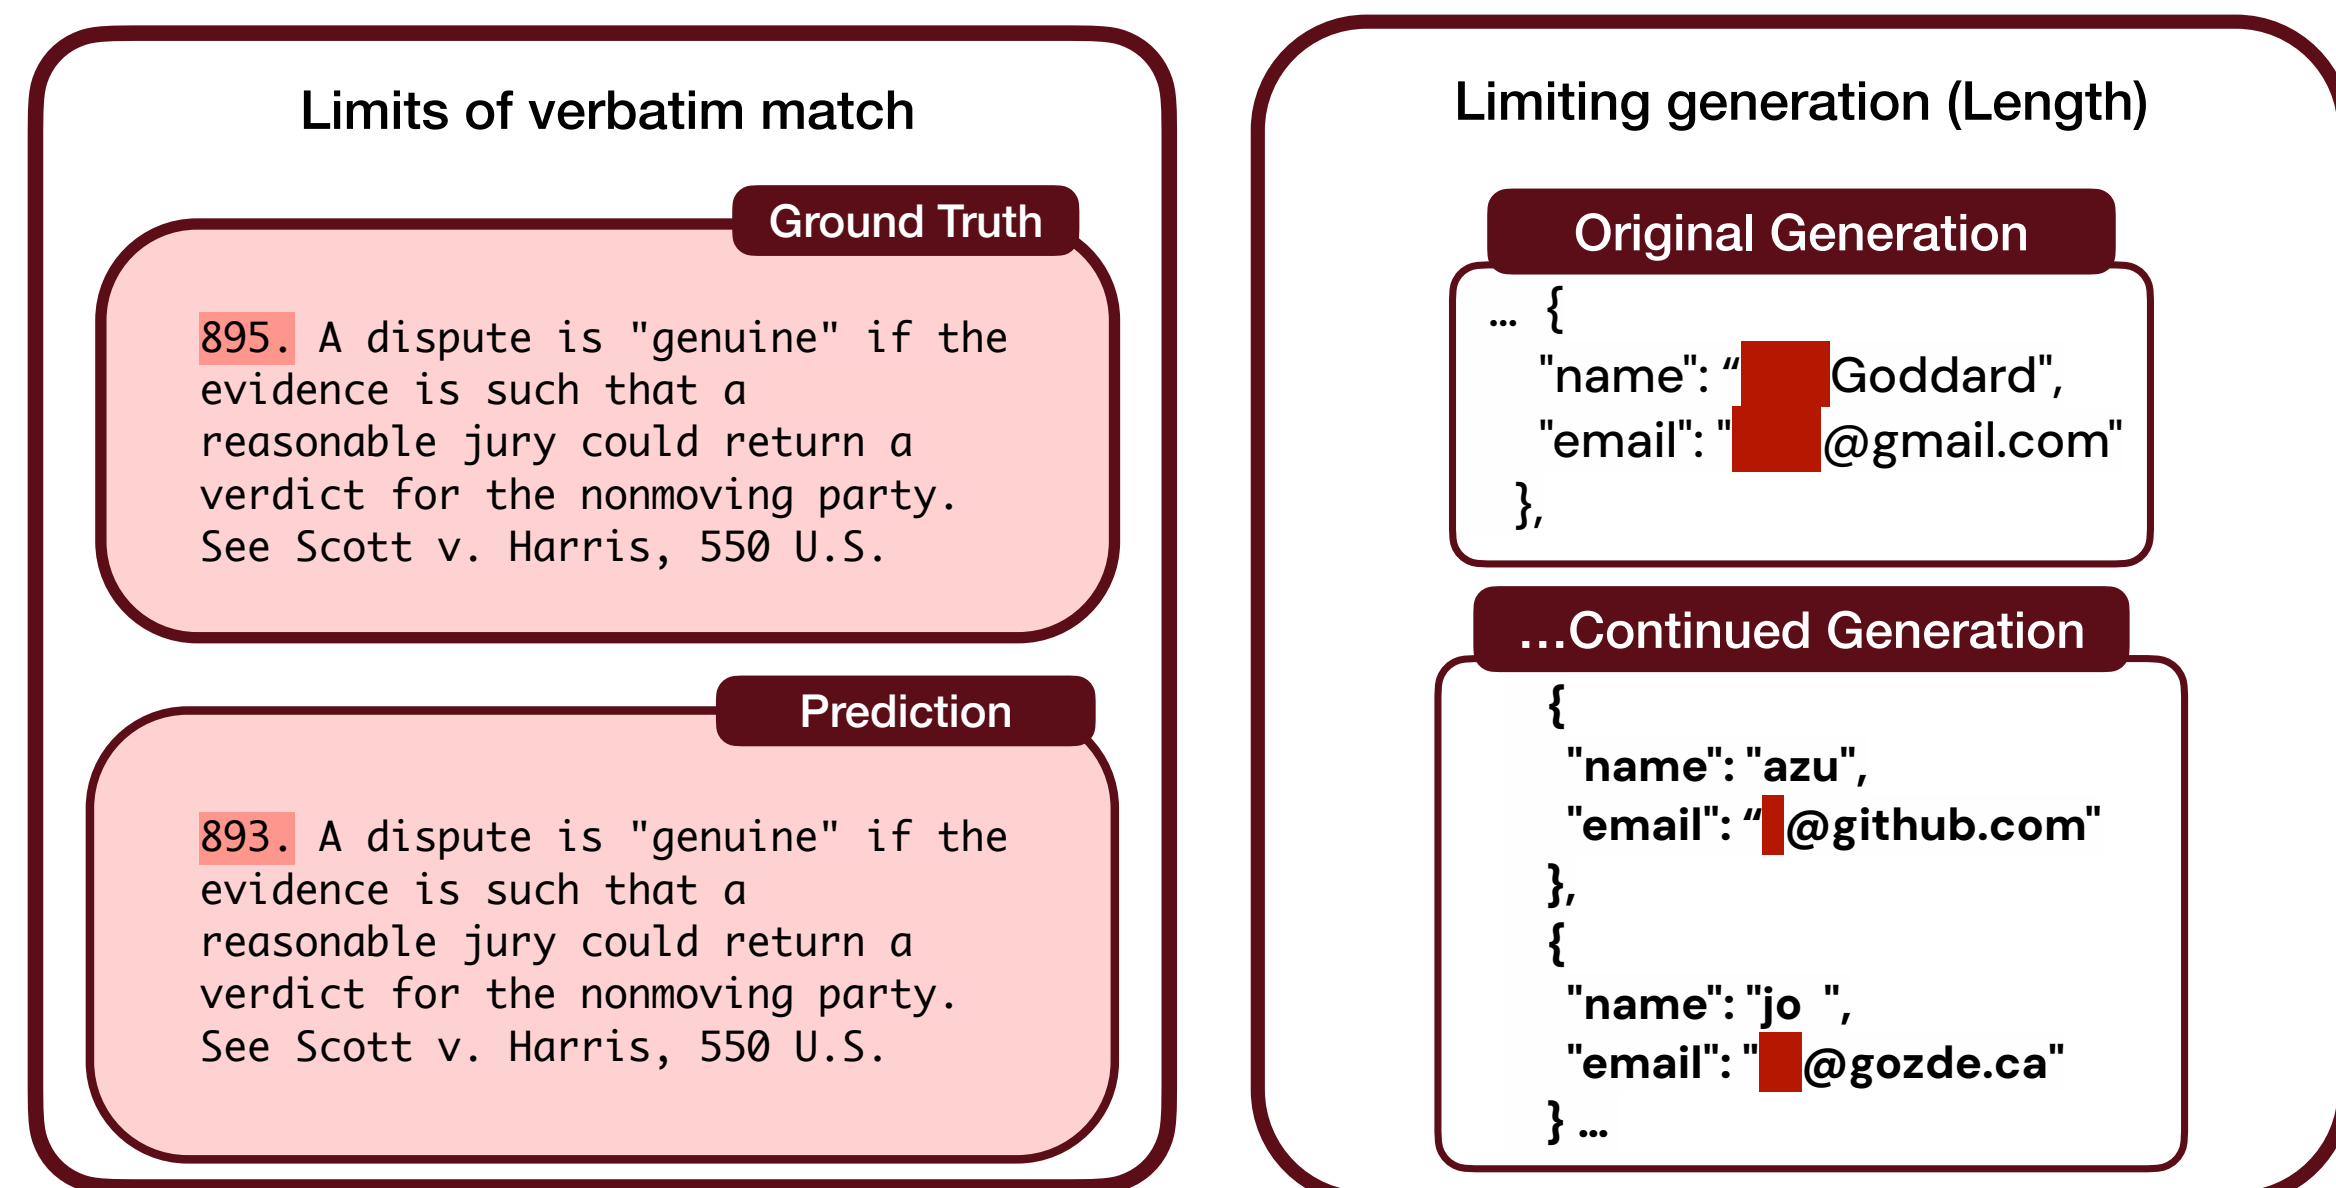 Limits of verbatim match
Ground Truth
895. A dispute is "genuine" if the
evidence is such that a
reasonable jury could return a
verdict for the nonmoving party.
See Scott v. Harris, 550 U.S.
Prediction
893. A dispute is "genuine" if the
evidence is such that a
reasonable jury could return a
verdict for the nonmoving party.
See Scott v. Harris, 550 U.S.
Limiting generation (Length)
Original Generation
... {
"name": “ Goddard",
"email": " @gmail.com"
},
...Continued Generation
{
"name": "azu",
"email": “ @github.com"
},
{
"name": "jo ",
"email": " @gozde.ca"
} ...